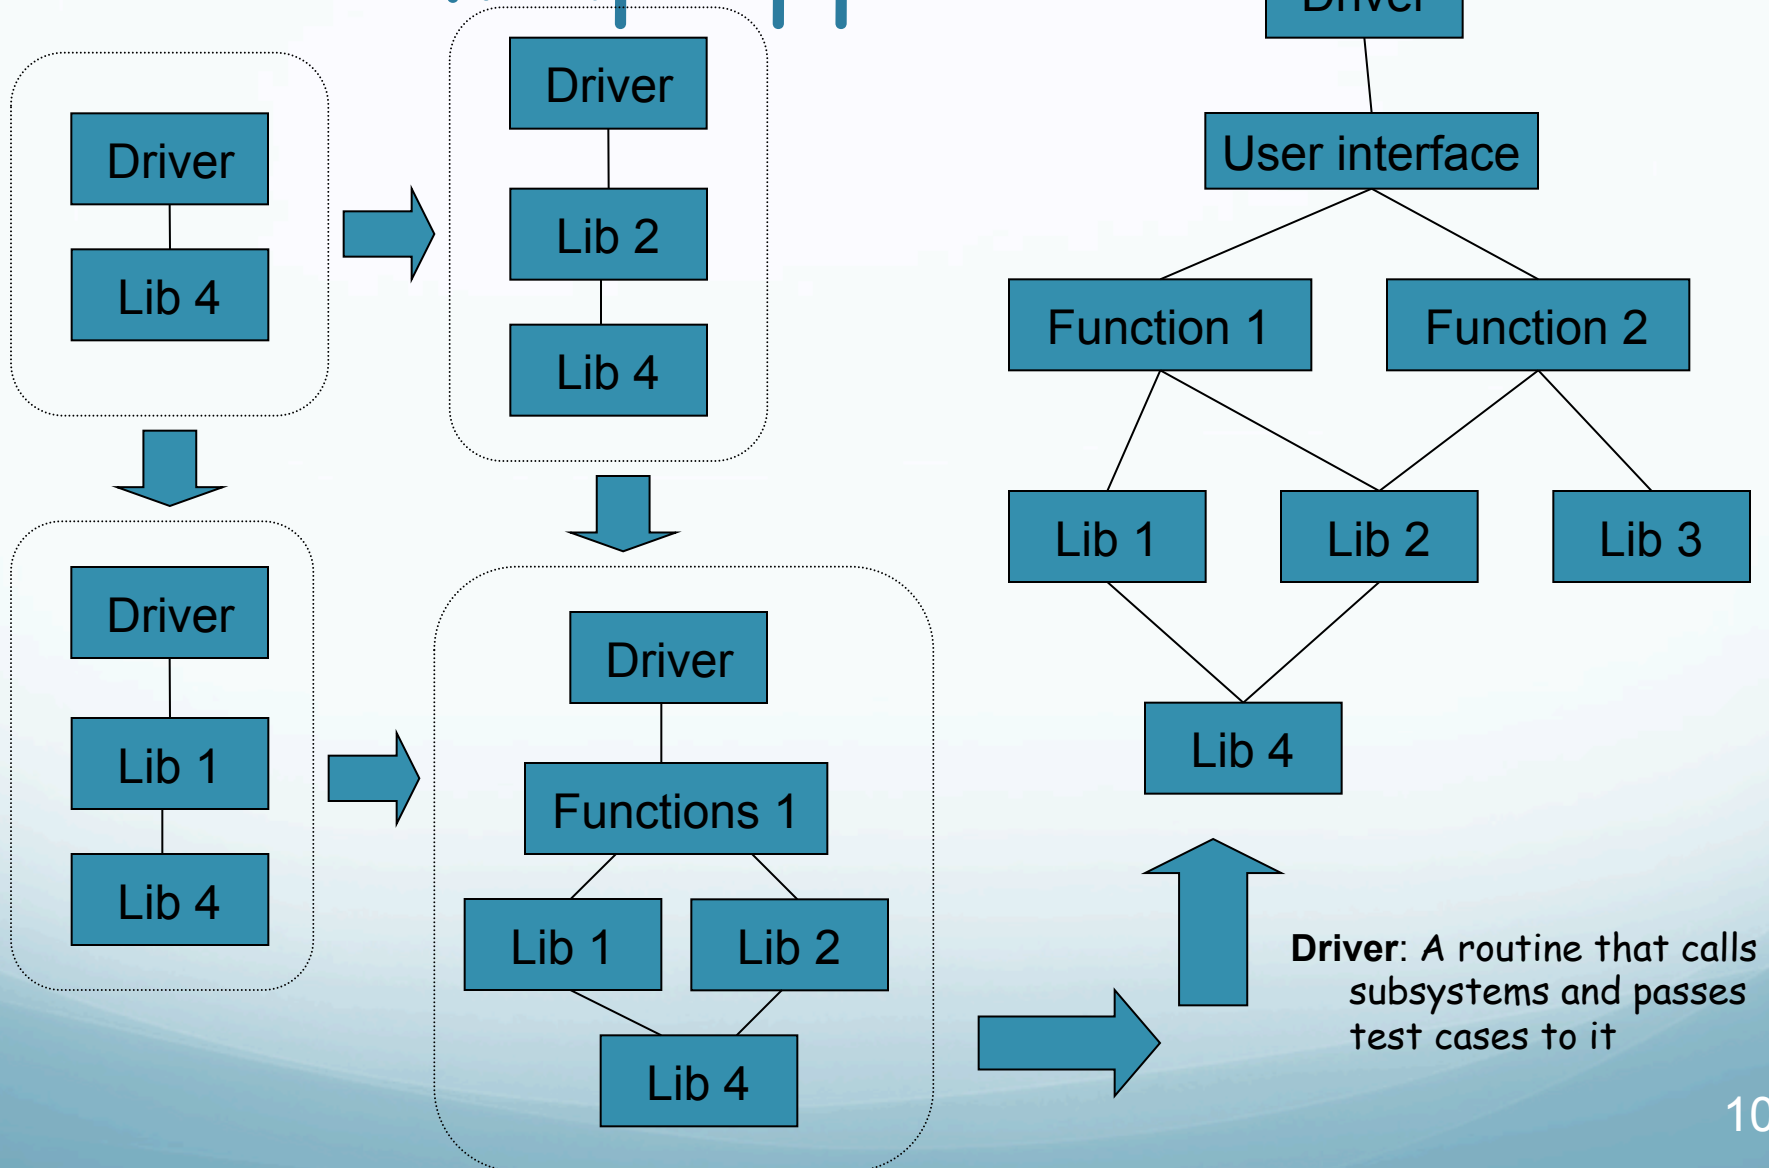 Driver
Lib 4
Driver
Lib 2
Lib 4
Driver
Lib 1
Lib 4
Driver
Functions 1
Lib 1
Lib 2
Lib 4
Driver
User interface
Function 1
Function 2
Lib 1
Lib 2
Lib 3
Lib 4
Driver: A routine that calls
subsystems and passes
test cases to it
10